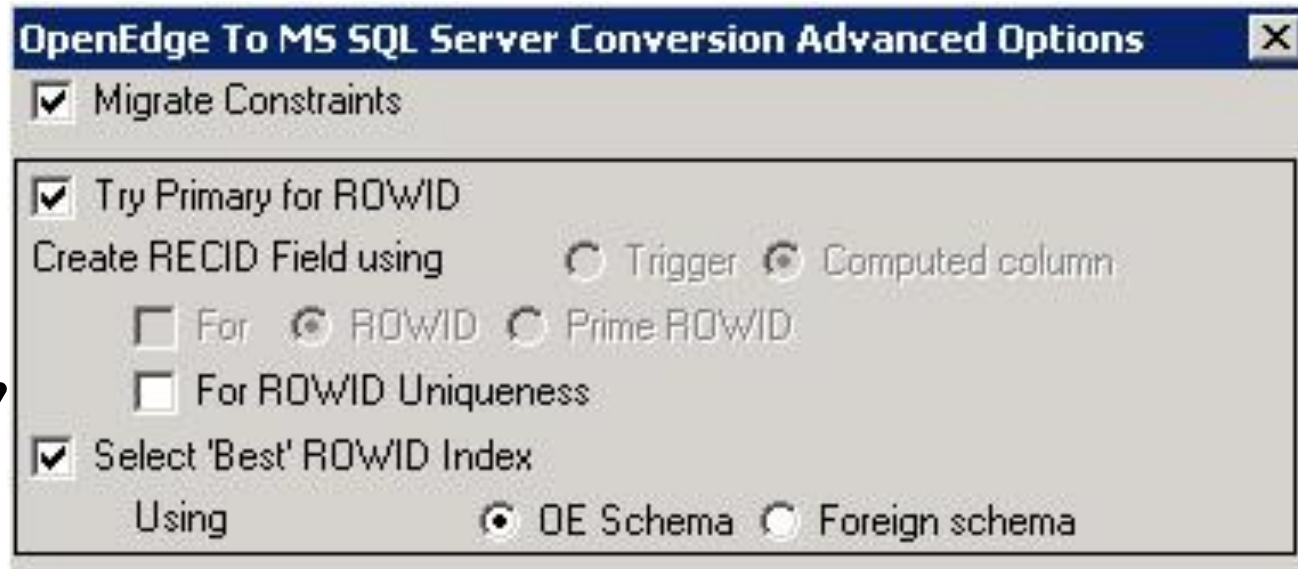 OpenEdge To MS SQL Server Conversion Advanced Options
Migrate Constraints
Try Primary for ROWID
Create RECID Field using Trigger Computed column
For ROWID Prime ROWID
For ROWID Uniqueness
Select 'Best' ROWID Index
Using OE Schema Foreign schema